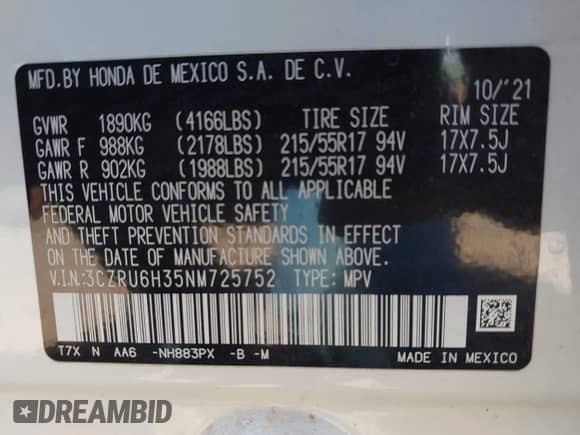 MFD.BY HONDA DE MEXICO S.A. DE C.V. 10/'21
GVWR 1890KG (4166LBS) TIRE SIZE RIM SIZE
GAWR F 988KG (2178LBS) 215/55R17 94V 17X7.5J
GAWR R 902KG (1988LBS) 215/55R17 94V 17X7.5J
THIS VEHICLE CONFORMS TO ALL APPLICABLE
FEDERAL MOTOR VEHICLE SAFETY
AND THEFT PREVENTION STANDARDS IN EFFECT
ON THE DATE OF MANUFACTURE SHOWN ABOVE.
V.I.N:3CZRU6H35NM725752 TYPE: MPV
T7X N AA6 -NH883PX -B -M MADE IN MEXICO
DREAMBID